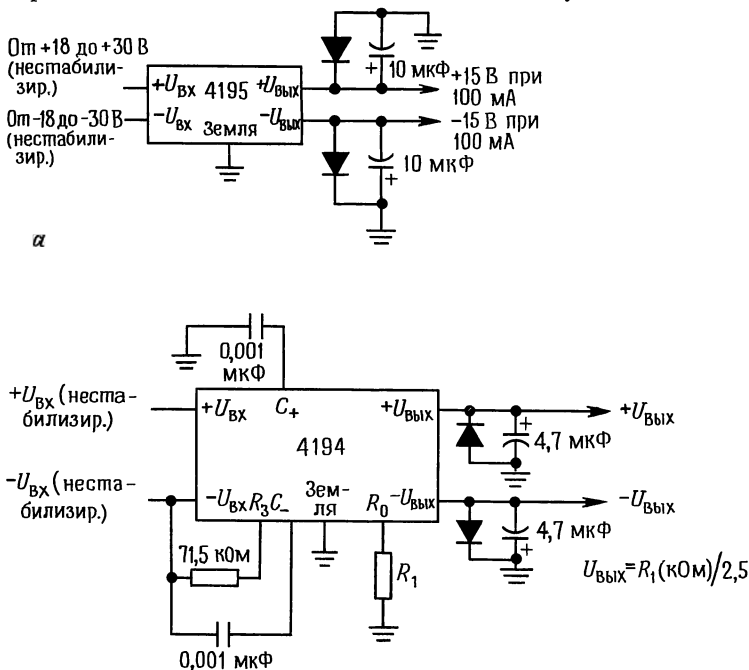 От +18 до +30 В
(нестабили-
зир.)
От −18 до −30 В
(нестабили-
зир.)
+Uвх 4195 +Uвых
−Uвх Земля −Uвых
+ 10 мкФ
+15 В при
100 мА
−15 В при
100 мА
10 мкФ
+
а
0,001
мкФ
+Uвх (неста-
билизир.)
+Uвх C+ +Uвых
4194
−Uвх (неста-
билизир.)
−Uвх R3 C− Зем-
ля R0 −Uвых
+
4,7 мкФ
+Uвых
−Uвых
4,7 мкФ
+
71,5 кОм
R1
Uвых=R1(кОм)/2,5
0,001 мкФ